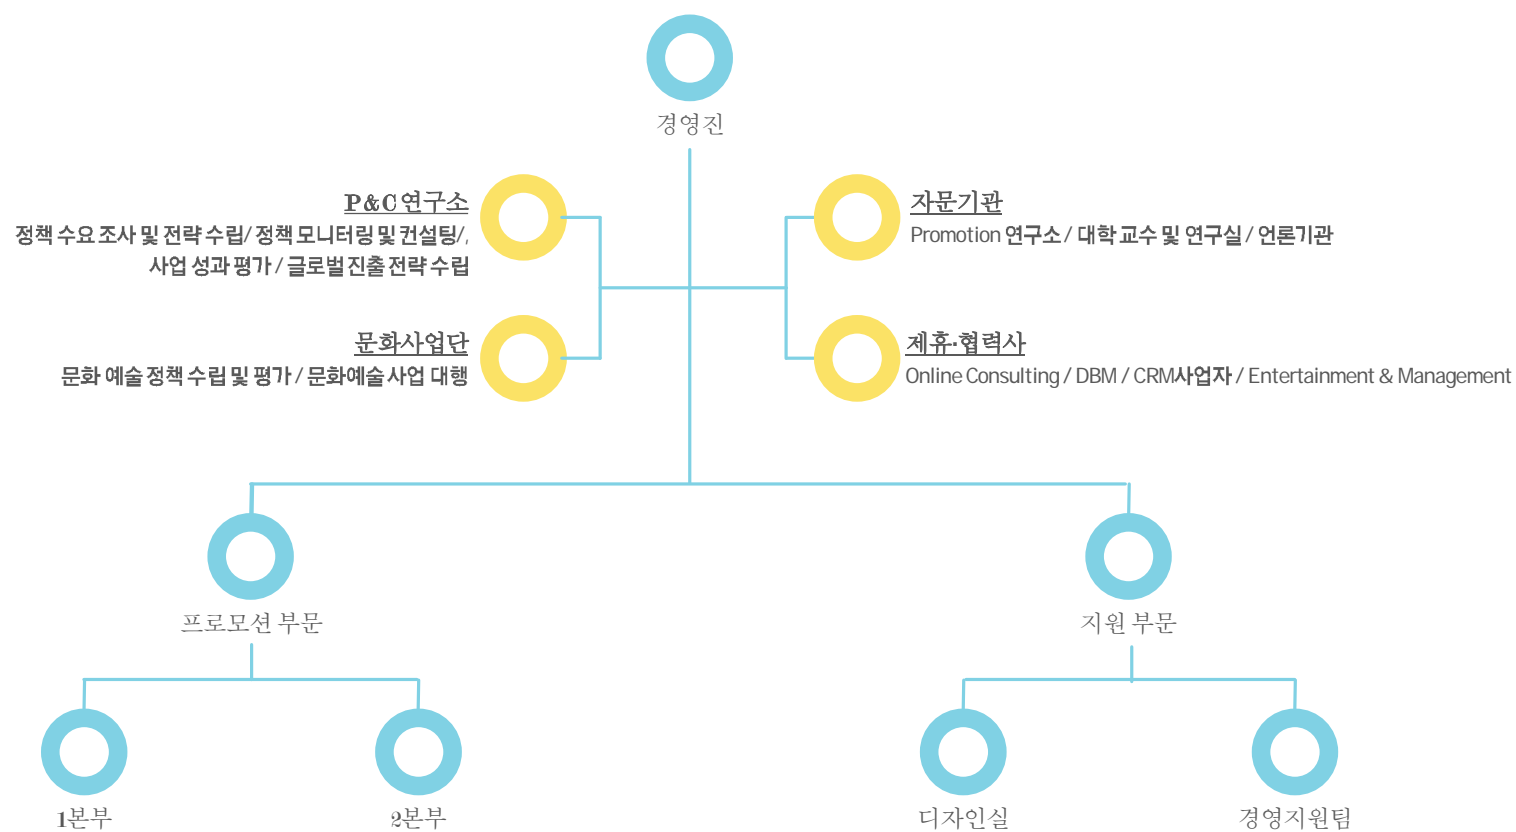 경영진
P&C 연구소
정책 수요 조사 및 전략 수립/ 정책 모니터링 및 컨설팅/,
사업 성과 평가 / 글로벌 진출 전략 수립
자문기관
Promotion 연구소 / 대학 교수 및 연구실 / 언론기관
문화사업단
문화 예술 정책 수립 및 평가 / 문화예술 사업 대행
제휴·협력사
Online Consulting / DBM / CRM사업자 / Entertainment & Management
프로모션 부문
지원 부문
1본부
2본부
디자인실
경영지원팀